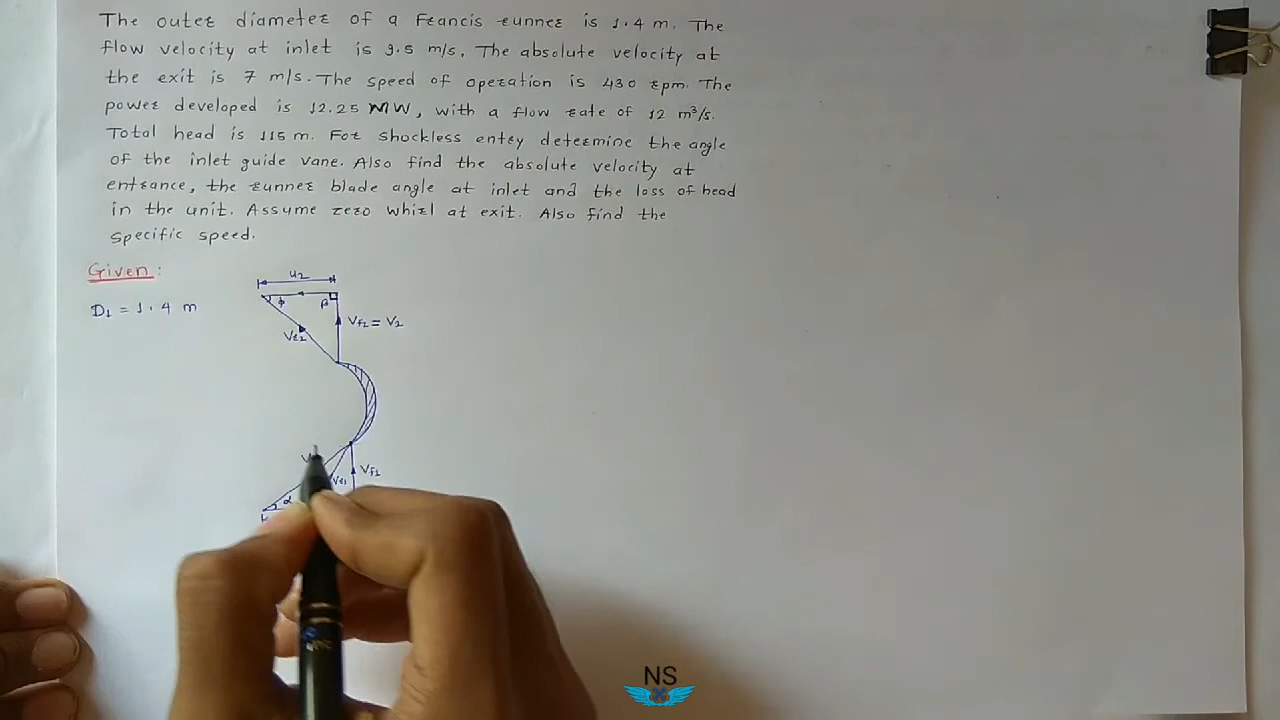 The outer diameter of a Francis runner is 1.4 m. The
flow velocity at inlet is 9.5 m/s. The absolute velocity at
the exit is 7 m/s. The speed of operation is 430 rpm. The
power developed is 12.25 MW, with a flow rate of 12 m³/s.
Total head is 115 m. For shockless entry determine the angle
of the inlet guide vane. Also find the absolute velocity at
entrance, the runner blade angle at inlet and the loss of head
in the unit. Assume zero whirl at exit. Also find the
specific speed.
Given:
D1 = 1.4 m
u2
ϕ
β
Vr2
Vf2 = V2
Vf1
Vr1
α
NS